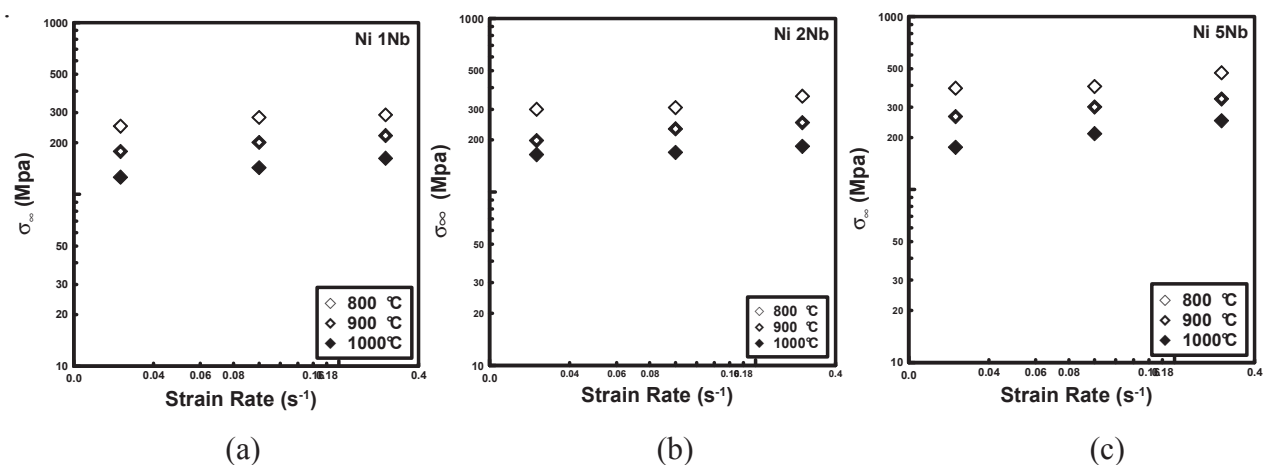 1000
Ni 1Nb
500
300
200
50
30
20
10
σ∞ (Mpa)
800 °C
900 °C
1000°C
0.0 0.04 0.06 0.08 0.18 0.4
Strain Rate (s-1)
(a)
1000
Ni 2Nb
500
300
200
50
30
20
10
σ∞ (Mpa)
800 °C
900 °C
1000°C
0.0 0.04 0.06 0.08 0.18 0.4
Strain Rate (s-1)
(b)
1000
Ni 5Nb
500
300
200
50
30
20
10
σ∞ (Mpa)
800 °C
900 °C
1000°C
0.0 0.04 0.06 0.08 0.18 0.4
Strain Rate (s-1)
(c)